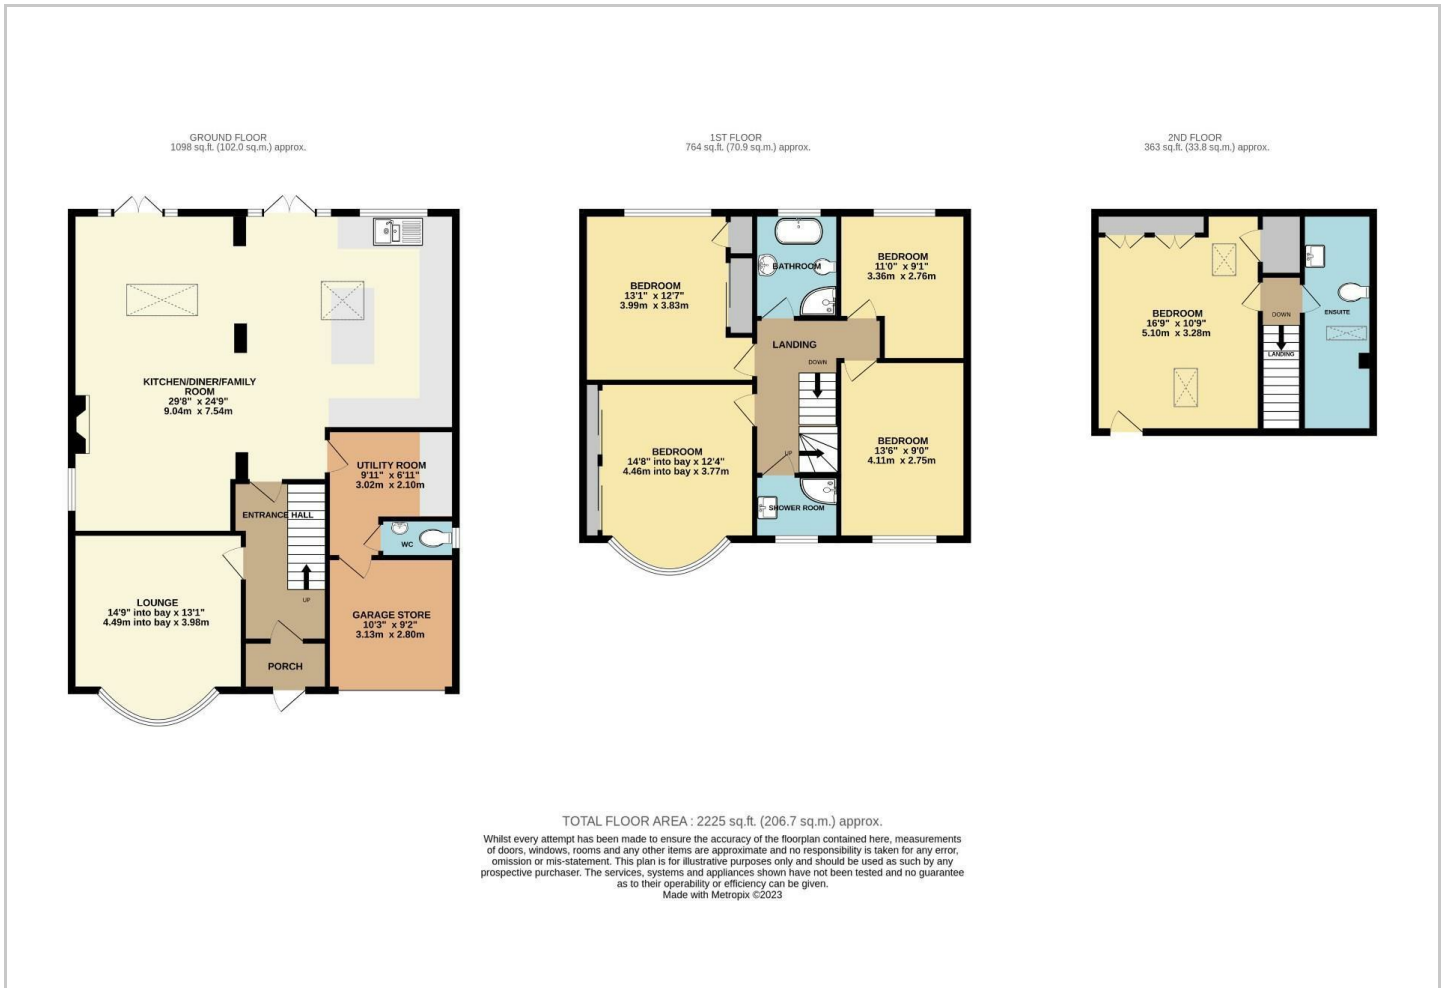 GROUND FLOOR
1098 sq.ft. (102.0 sq.m.) approx.
KITCHEN/DINER/FAMILY
ROOM
29'8" x 24'9"
9.04m x 7.54m
UTILITY ROOM
9'11" x 6'11"
3.02m x 2.10m
ENTRANCE HALL
WC
UP
LOUNGE
14'9" into bay x 13'1"
4.49m into bay x 3.98m
GARAGE STORE
10'3" x 9'2"
3.13m x 2.80m
PORCH
1ST FLOOR
764 sq.ft. (70.9 sq.m.) approx.
BEDROOM
13'1" x 12'7"
3.99m x 3.83m
BATHROOM
BEDROOM
11'0" x 9'1"
3.36m x 2.76m
LANDING
DOWN
BEDROOM
14'8" into bay x 12'4"
4.46m into bay x 3.77m
UP
BEDROOM
13'6" x 9'0"
4.11m x 2.75m
SHOWER ROOM
2ND FLOOR
363 sq.ft. (33.8 sq.m.) approx.
BEDROOM
16'9" x 10'9"
5.10m x 3.28m
DOWN
LANDING
ENSUITE
TOTAL FLOOR AREA : 2225 sq.ft. (206.7 sq.m.) approx.
Whilst every attempt has been made to ensure the accuracy of the floorplan contained here, measurements
of doors, windows, rooms and any other items are approximate and no responsibility is taken for any error,
omission or mis-statement. This plan is for illustrative purposes only and should be used as such by any
prospective purchaser. The services, systems and appliances shown have not been tested and no guarantee
as to their operability or efficiency can be given.
Made with Metropix ©2023